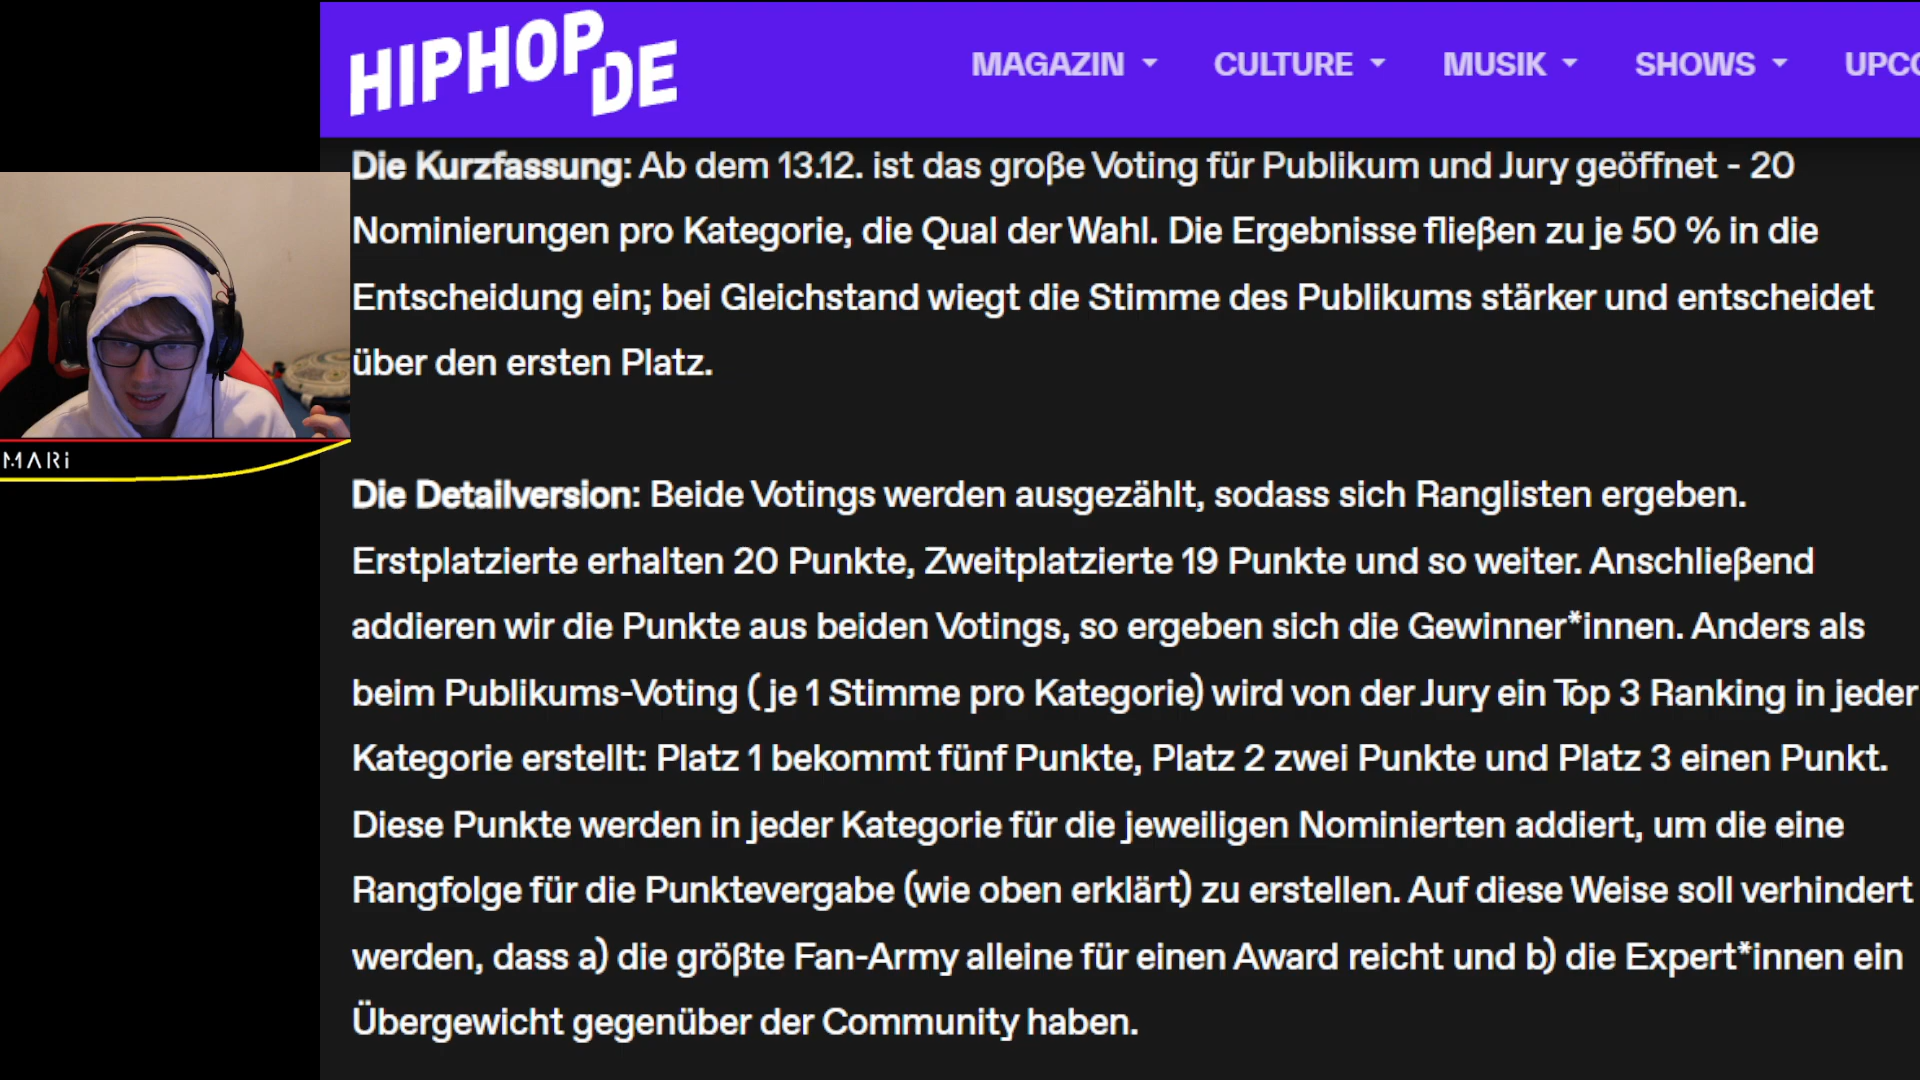 HIPHOP DE
MAGAZIN CULTURE MUSIK SHOWS UPCO
Die Kurzfassung: Ab dem 13.12. ist das große Voting für Publikum und Jury geöffnet - 20
Nominierungen pro Kategorie, die Qual der Wahl. Die Ergebnisse fließen zu je 50 % in die
Entscheidung ein; bei Gleichstand wiegt die Stimme des Publikums stärker und entscheidet
über den ersten Platz.
MARi
Die Detailversion: Beide Votings werden ausgezählt, sodass sich Ranglisten ergeben.
Erstplatzierte erhalten 20 Punkte, Zweitplatzierte 19 Punkte und so weiter. Anschließend
addieren wir die Punkte aus beiden Votings, so ergeben sich die Gewinner*innen. Anders als
beim Publikums-Voting ( je 1 Stimme pro Kategorie) wird von der Jury ein Top 3 Ranking in jeder
Kategorie erstellt: Platz 1 bekommt fünf Punkte, Platz 2 zwei Punkte und Platz 3 einen Punkt.
Diese Punkte werden in jeder Kategorie für die jeweiligen Nominierten addiert, um die eine
Rangfolge für die Punktevergabe (wie oben erklärt) zu erstellen. Auf diese Weise soll verhindert
werden, dass a) die größte Fan-Army alleine für einen Award reicht und b) die Expert*innen ein
Übergewicht gegenüber der Community haben.